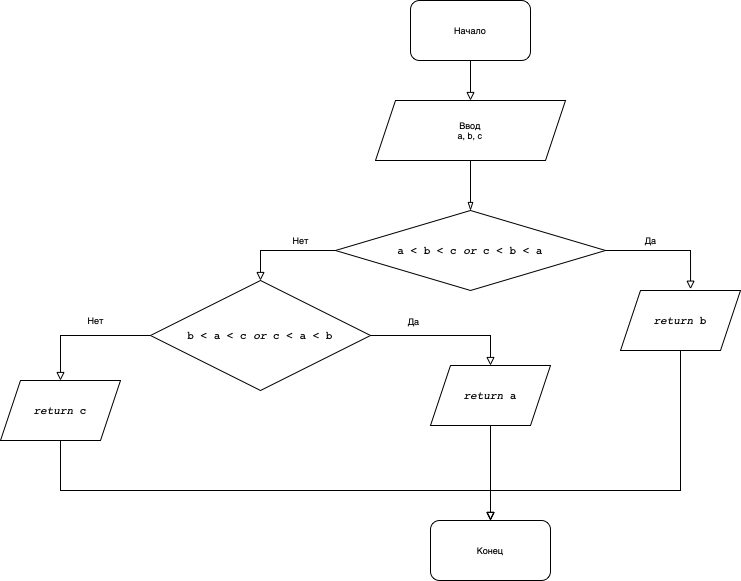 Начало
Ввод
a, b, c
Нет
Да
a < b < c or c < b < a
Нет
Да
b < a < c or c < a < b
return b
return c
return a
Конец